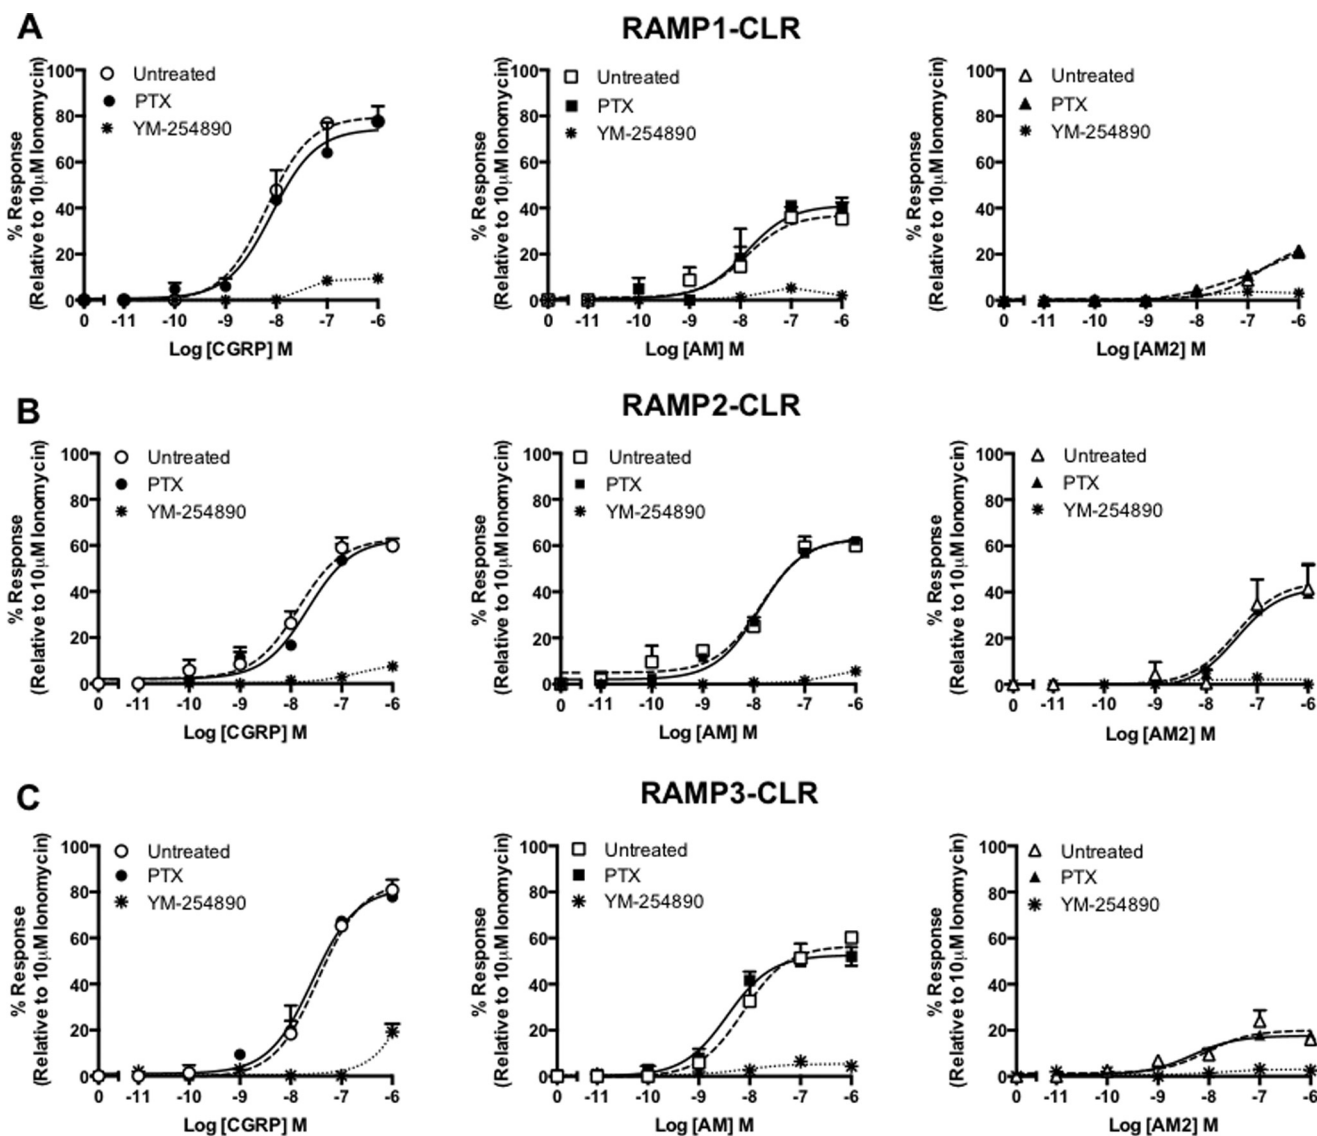 A
RAMP1-CLR
% Response
(Relative to 10μM Ionomycin)
100
80
60
40
20
0
Untreated
PTX
YM-254890
0 -11 -10 -9 -8 -7 -6
Log [CGRP] M
% Response
(Relative to 10μM Ionomycin)
100
80
60
40
20
0
Untreated
PTX
YM-254890
0 -11 -10 -9 -8 -7 -6
Log [AM] M
% Response
(Relative to 10μM Ionomycin)
100
80
60
40
20
0
Untreated
PTX
YM-254890
0 -11 -10 -9 -8 -7 -6
Log [AM2] M
B
RAMP2-CLR
% Response
(Relative to 10μM Ionomycin)
100
80
60
40
20
0
Untreated
PTX
YM-254890
0 -11 -10 -9 -8 -7 -6
Log [CGRP] M
% Response
(Relative to 10μM Ionomycin)
100
80
60
40
20
0
Untreated
PTX
YM-254890
0 -11 -10 -9 -8 -7 -6
Log [AM] M
% Response
(Relative to 10μM Ionomycin)
100
80
60
40
20
0
Untreated
PTX
YM-254890
0 -11 -10 -9 -8 -7 -6
Log [AM2] M
C
RAMP3-CLR
% Response
(Relative to 10μM Ionomycin)
100
80
60
40
20
0
Untreated
PTX
YM-254890
0 -11 -10 -9 -8 -7 -6
Log [CGRP] M
% Response
(Relative to 10μM Ionomycin)
100
80
60
40
20
0
Untreated
PTX
YM-254890
0 -11 -10 -9 -8 -7 -6
Log [AM] M
% Response
(Relative to 10μM Ionomycin)
100
80
60
40
20
0
Untreated
PTX
YM-254890
0 -11 -10 -9 -8 -7 -6
Log [AM2] M